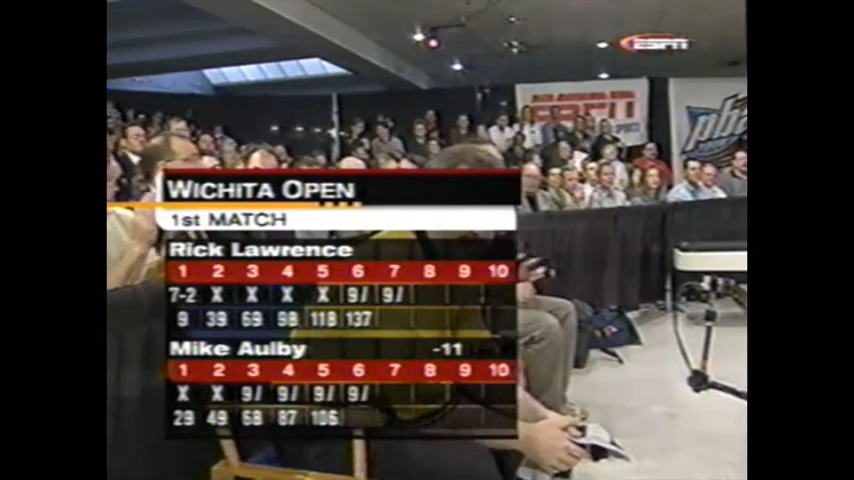 ESPN
ESPN
pba
Wichita Open
1st MATCH
Rick Lawrence
1 2 3 4 5 6 7 8 9 10
7-2 X X X X 9/ 9/
9 39 69 98 118 137
Mike Aulby -11
1 2 3 4 5 6 7 8 9 10
X X 9/ 9/ 9/ 9/
29 49 68 87 106